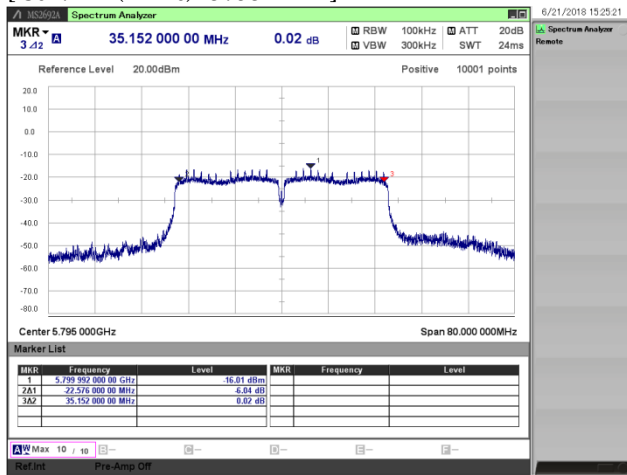 MS2692A Spectrum Analyzer
6/21/2018 15:25:21
Spectrum Analyzer
Remote
MKR A 35.152 000 00 MHz 0.02 dB
3 Δ2
M RBW 100kHz M ATT 20dB
M VBW 300kHz SWT 24ms
Reference Level 20.00dBm Positive 10001 points
20.0
10.0
0.0
-10.0
-20.0
-30.0
-40.0
-50.0
-60.0
-70.0
-80.0
1
3
Center 5.795 000GHz Span 80.000 000MHz
Marker List
MKR Frequency Level MKR Frequency Level
1 5.799 992 000 00 GHz -16.01 dBm
2Δ1 -22.576 000 00 MHz -6.04 dB
3Δ2 35.152 000 00 MHz 0.02 dB
A W Max 10 / 10 B-- C-- D-- E-- F--
Ref.Int Pre-Amp Off